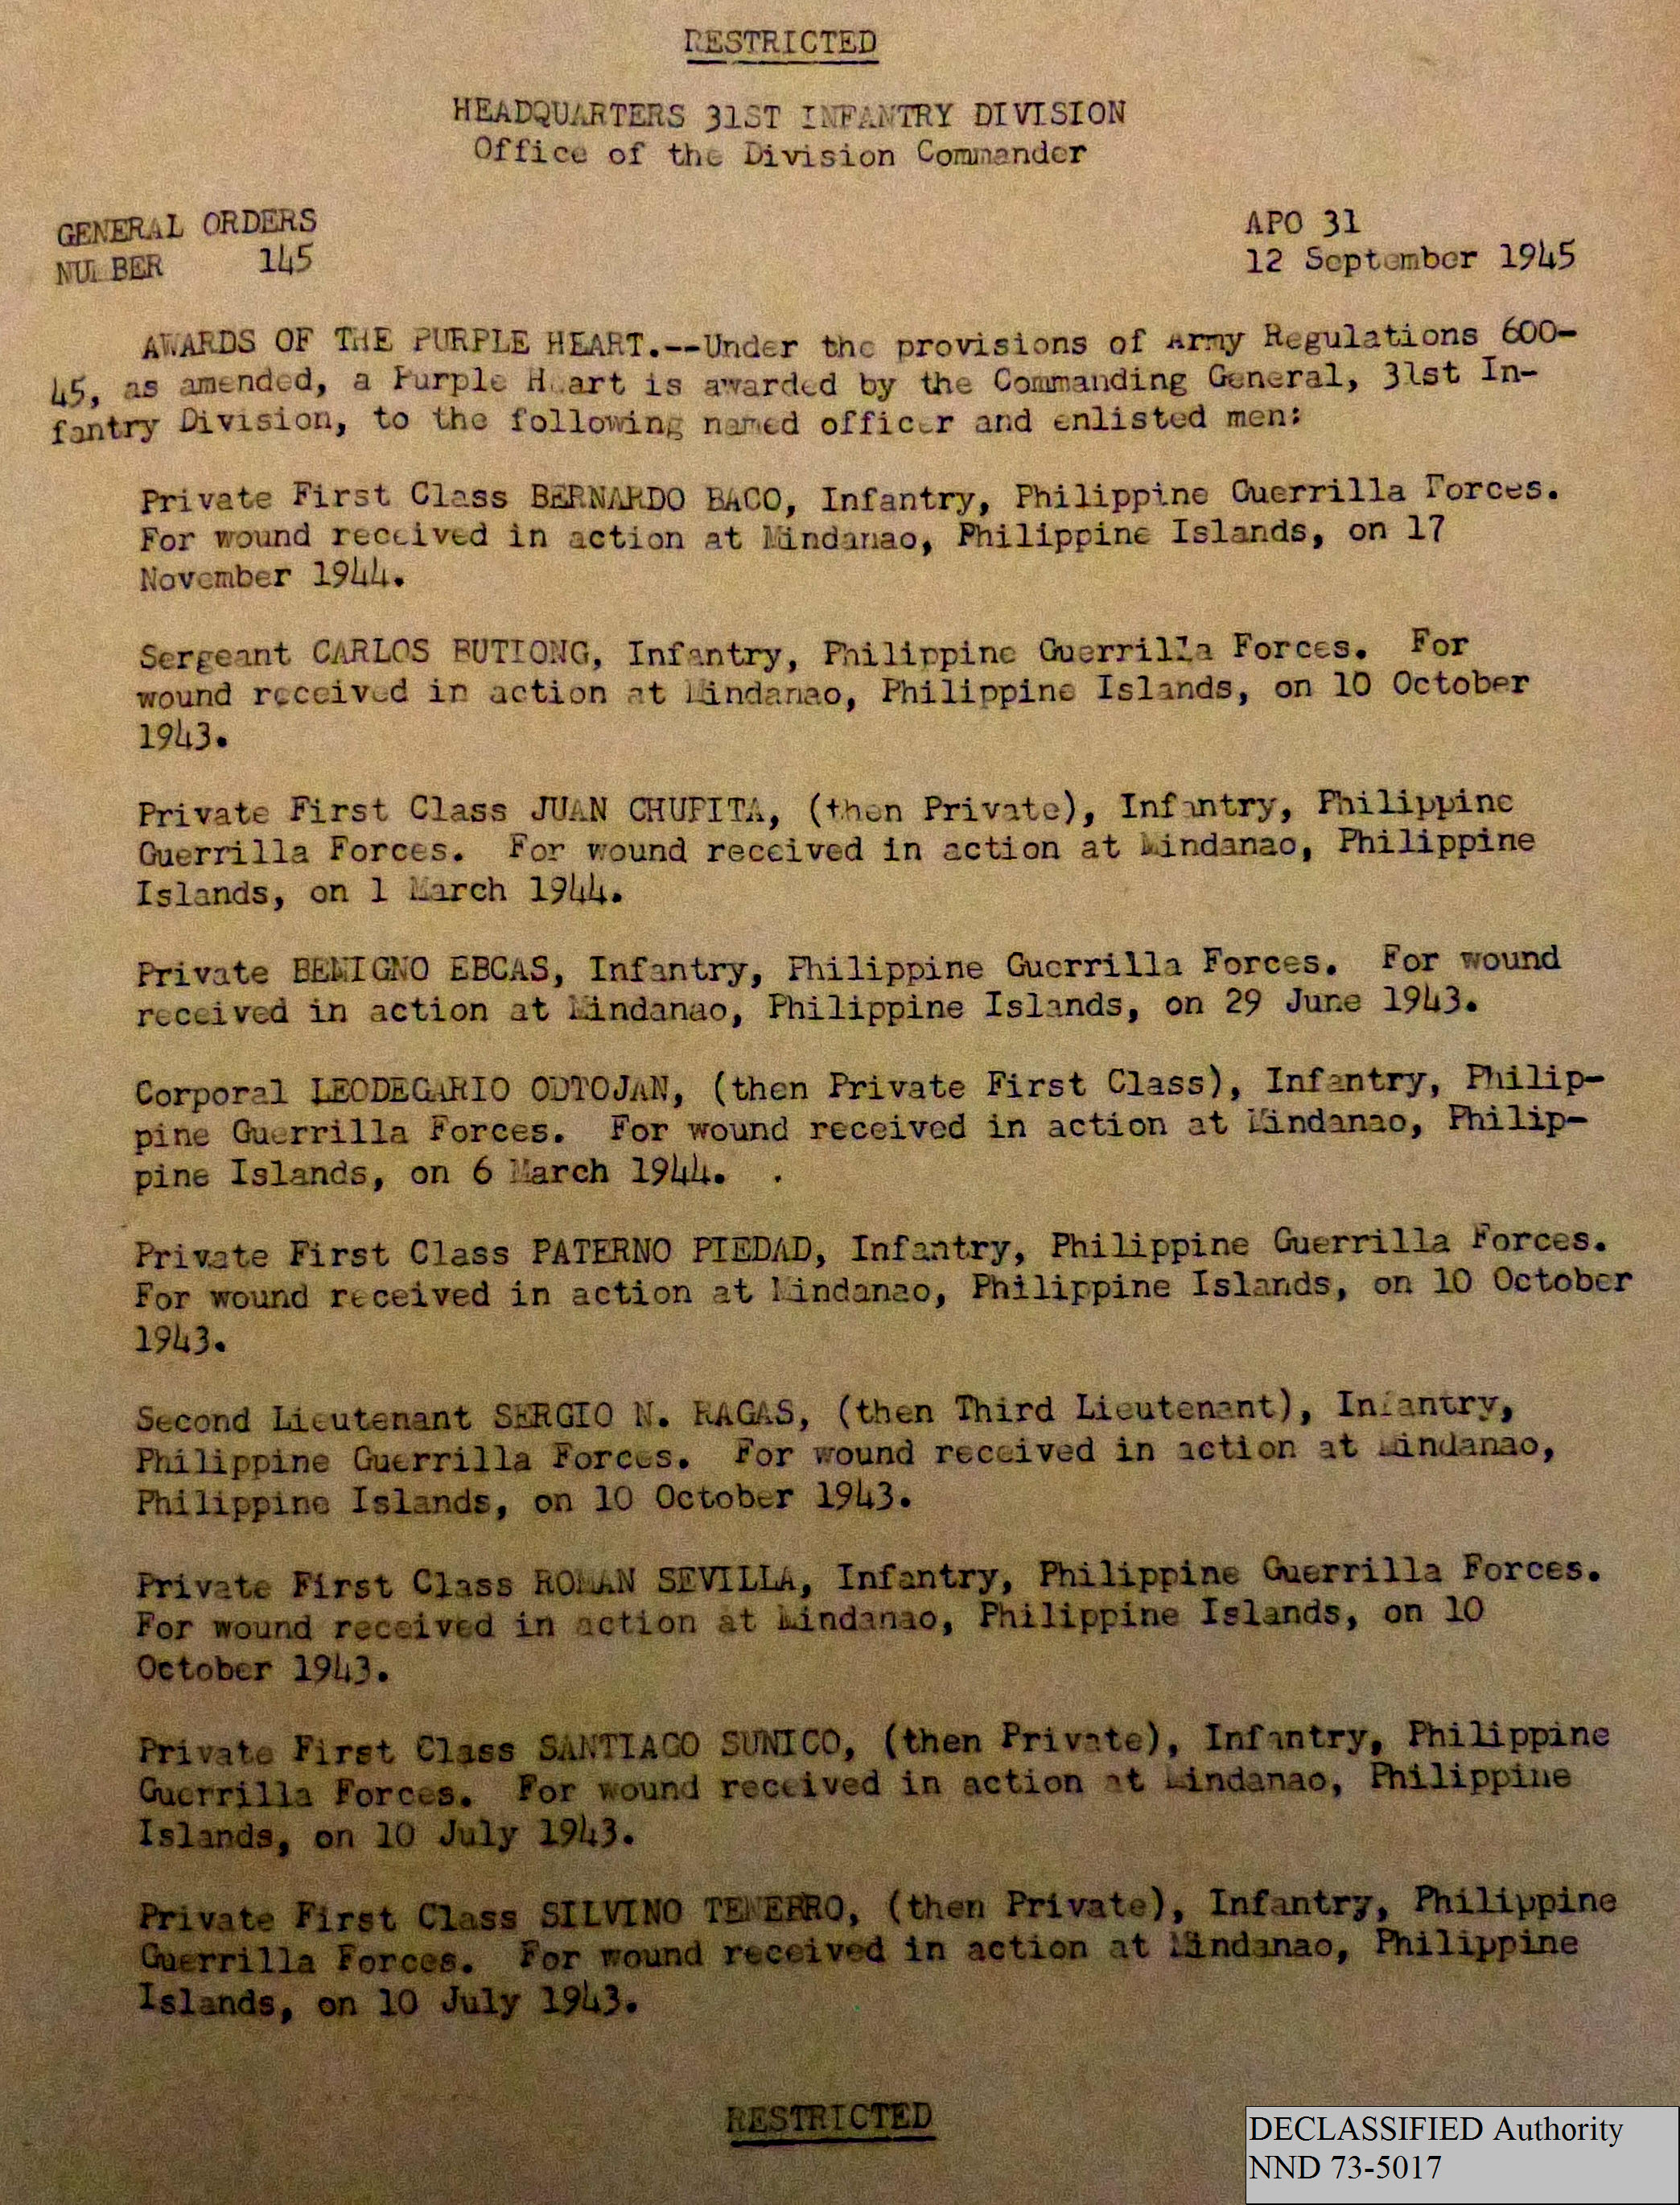 RESTRICTED
HEADQUARTERS 31ST INFANTRY DIVISION
Office of the Division Commander
GENERAL ORDERS
NUMBER 145
APO 31
12 September 1945
AWARDS OF THE PURPLE HEART.--Under the provisions of Army Regulations 600-
45, as amended, a Purple Heart is awarded by the Commanding General, 31st In-
fantry Division, to the following named officer and enlisted men:
Private First Class BERNARDO BACO, Infantry, Philippine Guerrilla Forces.
For wound received in action at Mindanao, Philippine Islands, on 17
November 1944.
Sergeant CARLOS BUTIONG, Infantry, Philippine Guerrilla Forces. For
wound received in action at Mindanao, Philippine Islands, on 10 October
1943.
Private First Class JUAN CHUPITA, (then Private), Infantry, Philippine
Guerrilla Forces. For wound received in action at Mindanao, Philippine
Islands, on 1 March 1944.
Private BENIGNO EBCAS, Infantry, Philippine Guerrilla Forces. For wound
received in action at Mindanao, Philippine Islands, on 29 June 1943.
Corporal LEODEGARIO ODTOJAN, (then Private First Class), Infantry, Philip-
pine Guerrilla Forces. For wound received in action at Mindanao, Philip-
pine Islands, on 6 March 1944. .
Private First Class PATERNO PIEDAD, Infantry, Philippine Guerrilla Forces.
For wound received in action at Mindanao, Philippine Islands, on 10 October
1943.
Second Lieutenant SERGIO N. RAGAS, (then Third Lieutenant), Infantry,
Philippine Guerrilla Forces. For wound received in action at Mindanao,
Philippine Islands, on 10 October 1943.
Private First Class ROMAN SEVILLA, Infantry, Philippine Guerrilla Forces.
For wound received in action at Mindanao, Philippine Islands, on 10
October 1943.
Private First Class SANTIAGO SUNICO, (then Private), Infantry, Philippine
Guerrilla Forces. For wound received in action at Mindanao, Philippine
Islands, on 10 July 1943.
Private First Class SILVINO TENEBRO, (then Private), Infantry, Philippine
Guerrilla Forces. For wound received in action at Mindanao, Philippine
Islands, on 10 July 1943.
RESTRICTED
DECLASSIFIED Authority
NND 73-5017